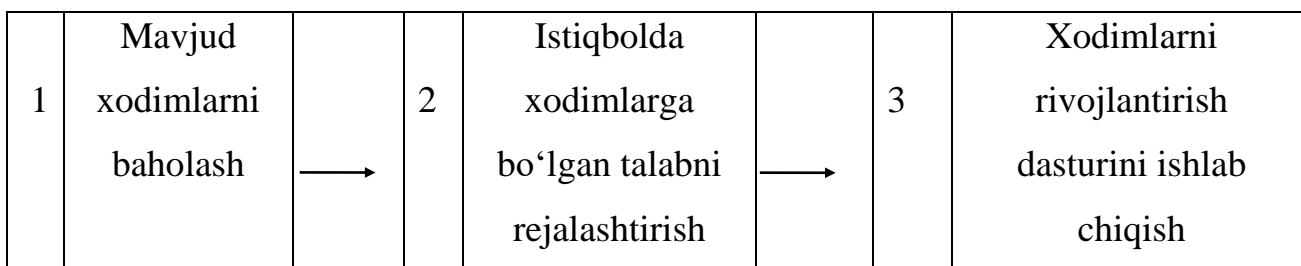 1
Mavjud
xodimlarni
baholash
2
Istiqbolda
xodimlarga
bo‘lgan talabni
rejalashtirish
3
Xodimlarni
rivojlantirish
dasturini ishlab
chiqish